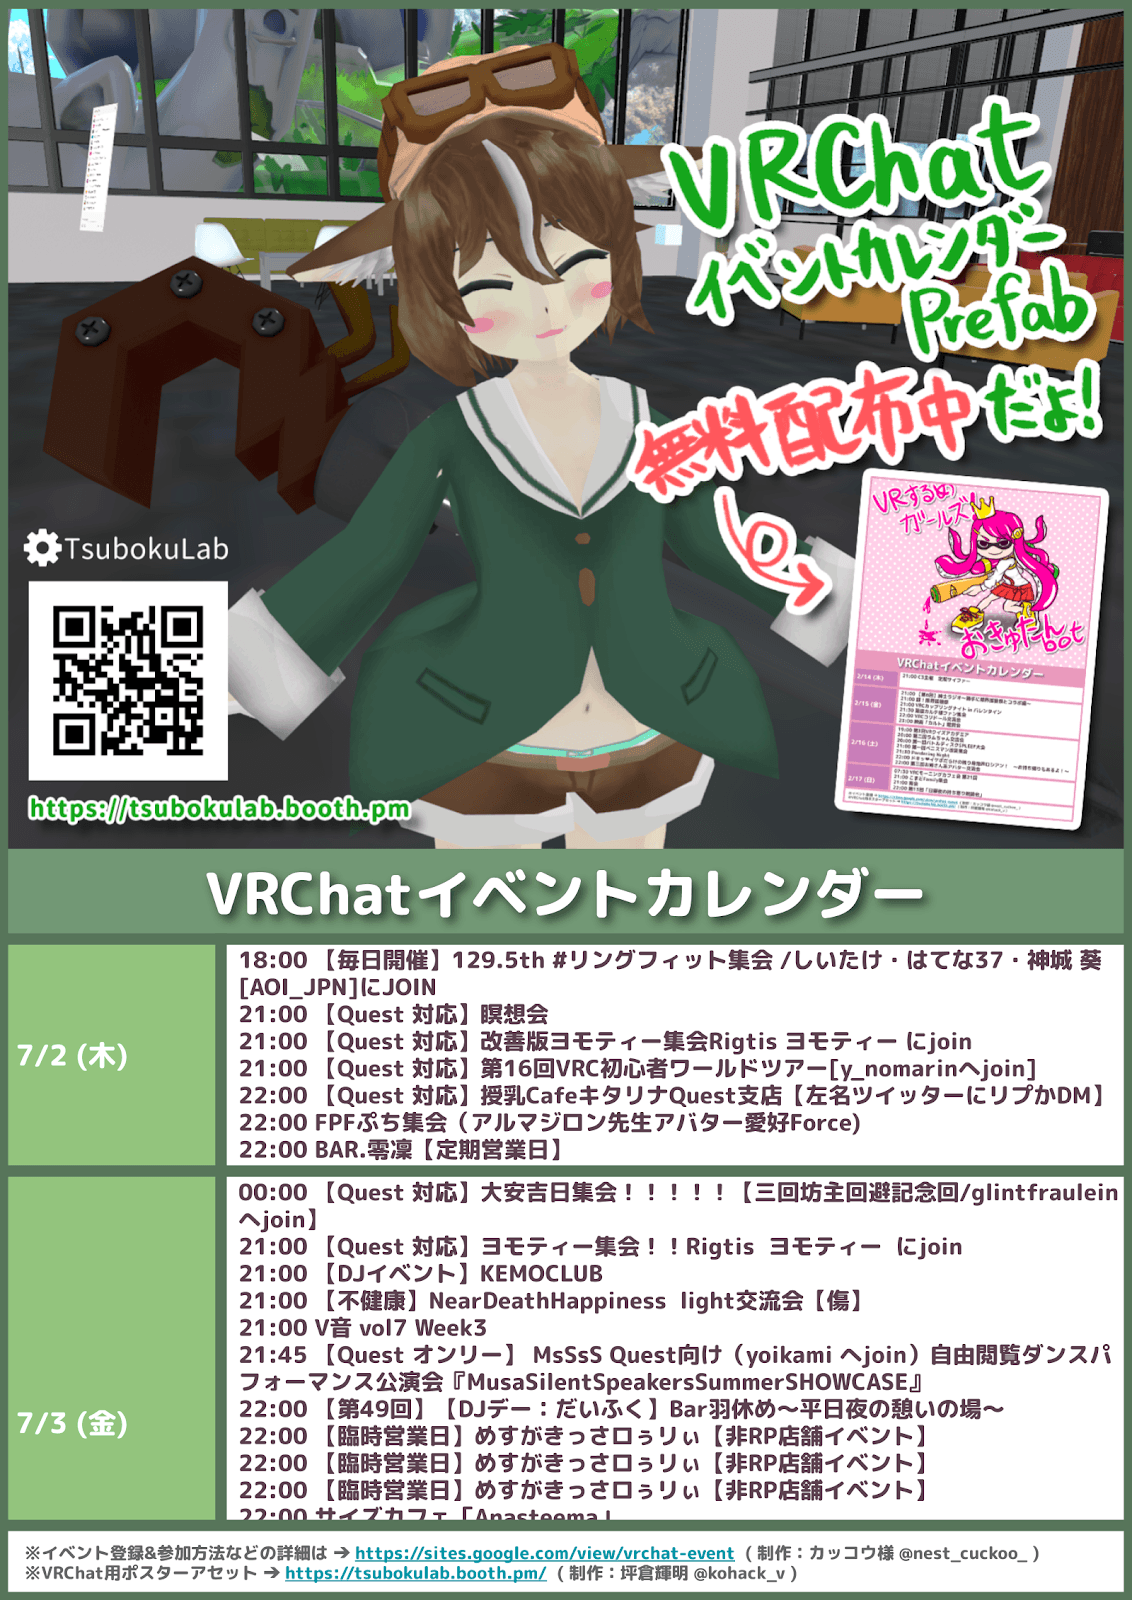 VRChat
イベントカレンダー
Prefab
無料配布中だよ!
TsubokuLab
https://tsubokulab.booth.pm
VRするめ
ガールズ
おきゅたんbot
VRChatイベントカレンダー
2/14 (木)
2/15 (金)
2/16 (土)
2/17 (日)
VRChatイベントカレンダー
7/2 (木)
18:00 【毎日開催】129.5th #リングフィット集会 /しいたけ・はてな37・神城 葵
[AOI_JPN]にJOIN
21:00 【Quest 対応】瞑想会
21:00 【Quest 対応】改善版ヨモティー集会Rigtis ヨモティー にjoin
21:00 【Quest 対応】第16回VRC初心者ワールドツアー[y_nomarinへjoin]
22:00 【Quest 対応】授乳CafeキタリナQuest支店【左名ツイッターにリプかDM】
22:00 FPFぷち集会（アルマジロン先生アバター愛好Force)
22:00 BAR.零凜【定期営業日】
7/3 (金)
00:00 【Quest 対応】大安吉日集会！！！！！【三回坊主回避記念回/glintfraulein
へjoin】
21:00 【Quest 対応】ヨモティー集会！！Rigtis ヨモティー にjoin
21:00 【DJイベント】KEMOCLUB
21:00 【不健康】NearDeathHappiness light交流会【傷】
21:00 V音 vol7 Week3
21:45 【Quest オンリー】 MsSsS Quest向け（yoikami へjoin）自由閲覧ダンスパ
フォーマンス公演会『MusaSilentSpeakersSummerSHOWCASE』
22:00 【第49回】【DJデー：だいふく】Bar羽休め～平日夜の憩いの場～
22:00 【臨時営業日】めすがきっさロぅリぃ【非RP店舗イベント】
22:00 【臨時営業日】めすがきっさロぅリぃ【非RP店舗イベント】
22:00 【臨時営業日】めすがきっさロぅリぃ【非RP店舗イベント】
22:00 サイズカフェ「Anasteema」
※イベント登録&参加方法などの詳細は ➔ https://sites.google.com/view/vrchat-event ( 制作：カッコウ様 @nest_cuckoo_ )
※VRChat用ポスターアセット ➔ https://tsubokulab.booth.pm/ ( 制作：坪倉輝明 @kohack_v )